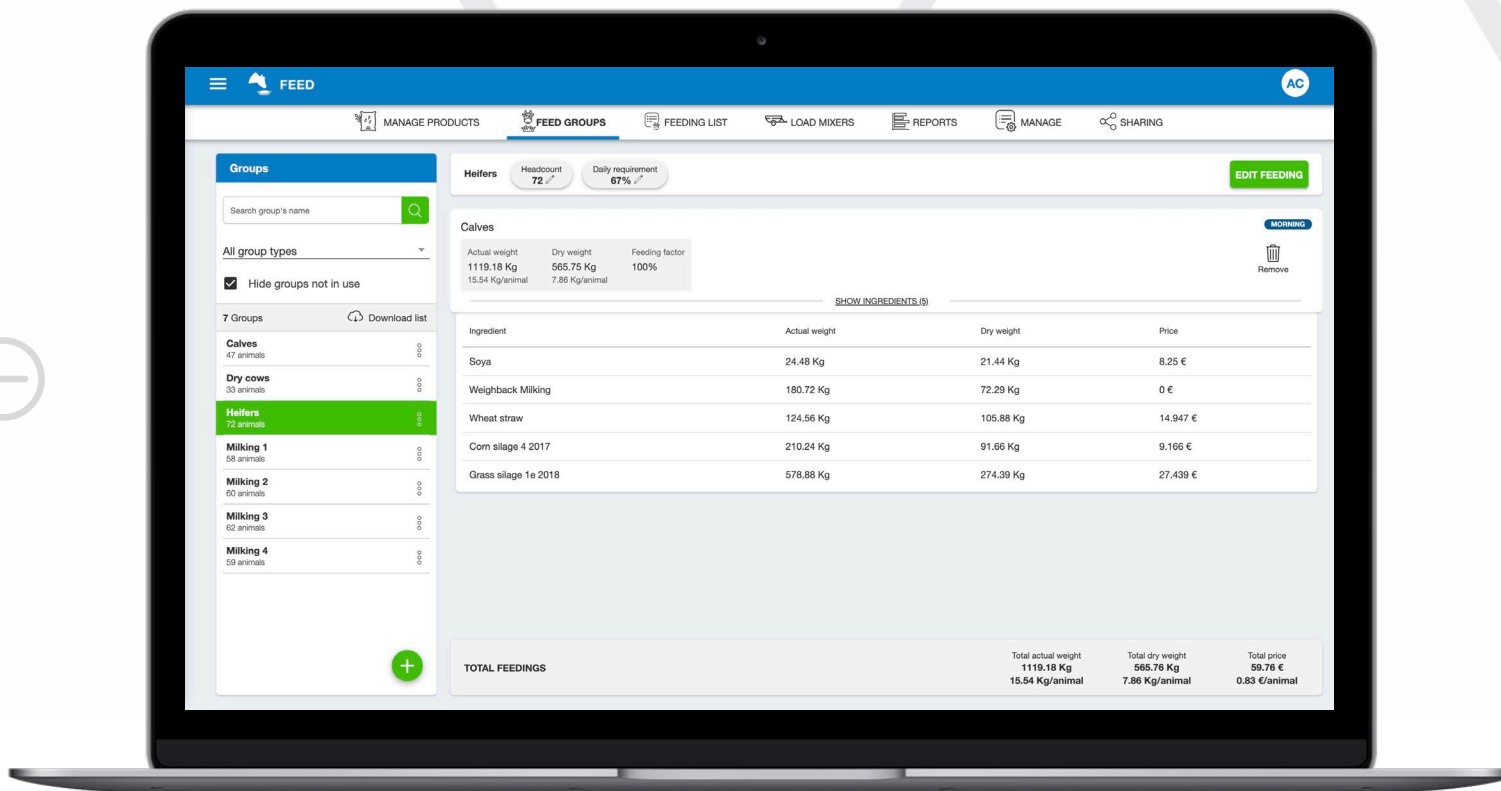 FEED
AC
MANAGE PRODUCTS FEED GROUPS FEEDING LIST LOAD MIXERS REPORTS MANAGE SHARING
Groups
Search group's name
All group types
Hide groups not in use
7 Groups Download list
Calves
47 animals
Dry cows
33 animals
Heifers
72 animals
Milking 1
58 animals
Milking 2
60 animals
Milking 3
62 animals
Milking 4
59 animals
+
Heifers
Headcount
72
Daily requirement
67%
EDIT FEEDING
Calves
MORNING
Actual weight Dry weight Feeding factor
1119.18 Kg 565.75 Kg 100%
15.54 Kg/animal 7.86 Kg/animal
Remove
SHOW INGREDIENTS (5)
Ingredient Actual weight Dry weight Price
Soya 24.48 Kg 21.44 Kg 8.25 €
Weighback Milking 180.72 Kg 72.29 Kg 0 €
Wheat straw 124.56 Kg 105.88 Kg 14.947 €
Corn silage 4 2017 210.24 Kg 91.66 Kg 9.166 €
Grass silage 1e 2018 578.88 Kg 274.39 Kg 27.439 €
TOTAL FEEDINGS
Total actual weight Total dry weight Total price
1119.18 Kg 565.76 Kg 59.76 €
15.54 Kg/animal 7.86 Kg/animal 0.83 €/animal